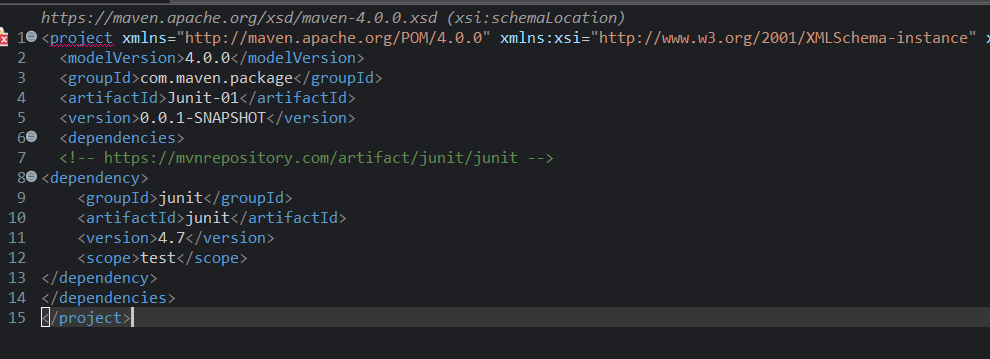 https://maven.apache.org/xsd/maven-4.0.0.xsd (xsi:schemaLocation)
1 <project xmlns="http://maven.apache.org/POM/4.0.0" xmlns:xsi="http://www.w3.org/2001/XMLSchema-instance" x
2 <modelVersion>4.0.0</modelVersion>
3 <groupId>com.maven.package</groupId>
4 <artifactId>Junit-01</artifactId>
5 <version>0.0.1-SNAPSHOT</version>
6 <dependencies>
7 <!-- https://mvnrepository.com/artifact/junit/junit -->
8 <dependency>
9 <groupId>junit</groupId>
10 <artifactId>junit</artifactId>
11 <version>4.7</version>
12 <scope>test</scope>
13 </dependency>
14 </dependencies>
15 </project>